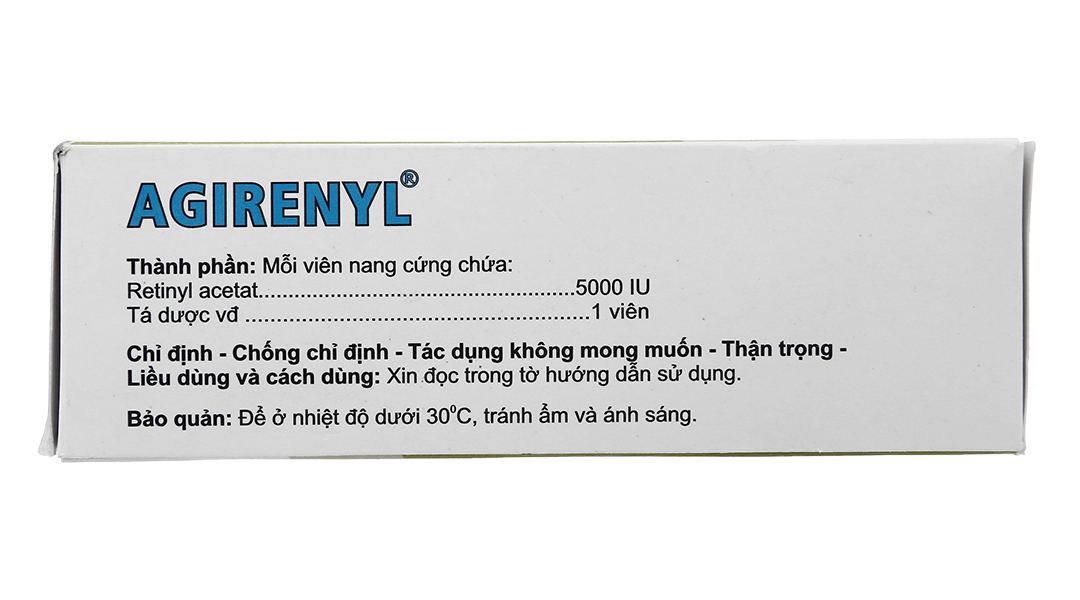 AGIRENYL®
Thành phần: Mỗi viên nang cứng chứa:
Retinyl acetat......................................................5000 IU
Tá dược vđ ..........................................................1 viên
Chỉ định - Chống chỉ định - Tác dụng không mong muốn - Thận trọng -
Liều dùng và cách dùng: Xin đọc trong tờ hướng dẫn sử dụng.
Bảo quản: Để ở nhiệt độ dưới 30⁰C, tránh ẩm và ánh sáng.